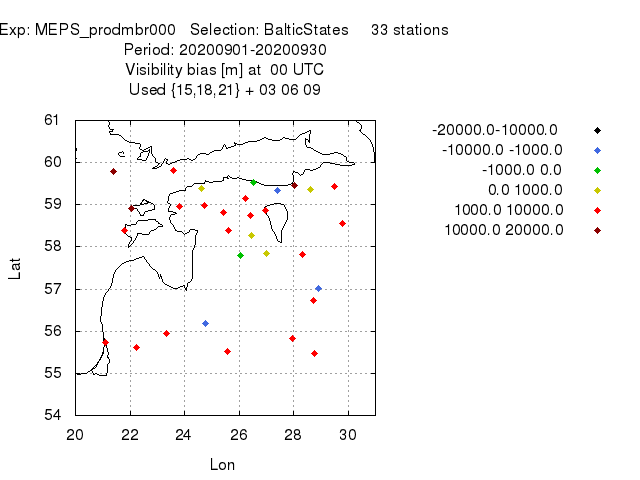 Exp: MEPS_prodmbr000 Selection: BalticStates 33 stations
Period: 20200901-20200930
Visibility bias [m] at 00 UTC
Used {15,18,21} + 03 06 09
-20000.0-10000.0
-10000.0 -1000.0
-1000.0 0.0
0.0 1000.0
1000.0 10000.0
10000.0 20000.0
61
60
59
58
57
56
55
54
Lat
20 22 24 26 28 30
Lon